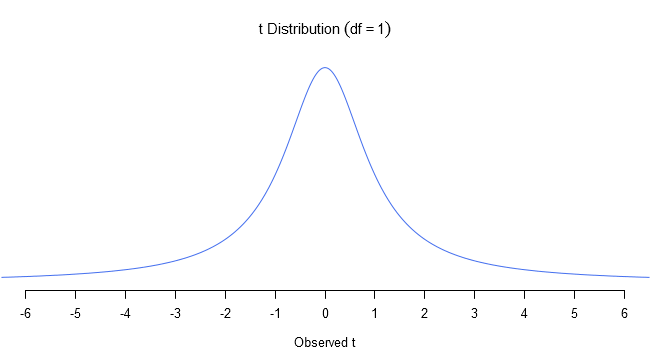 t Distribution (df = 1)
-6 -5 -4 -3 -2 -1 0 1 2 3 4 5 6
Observed t